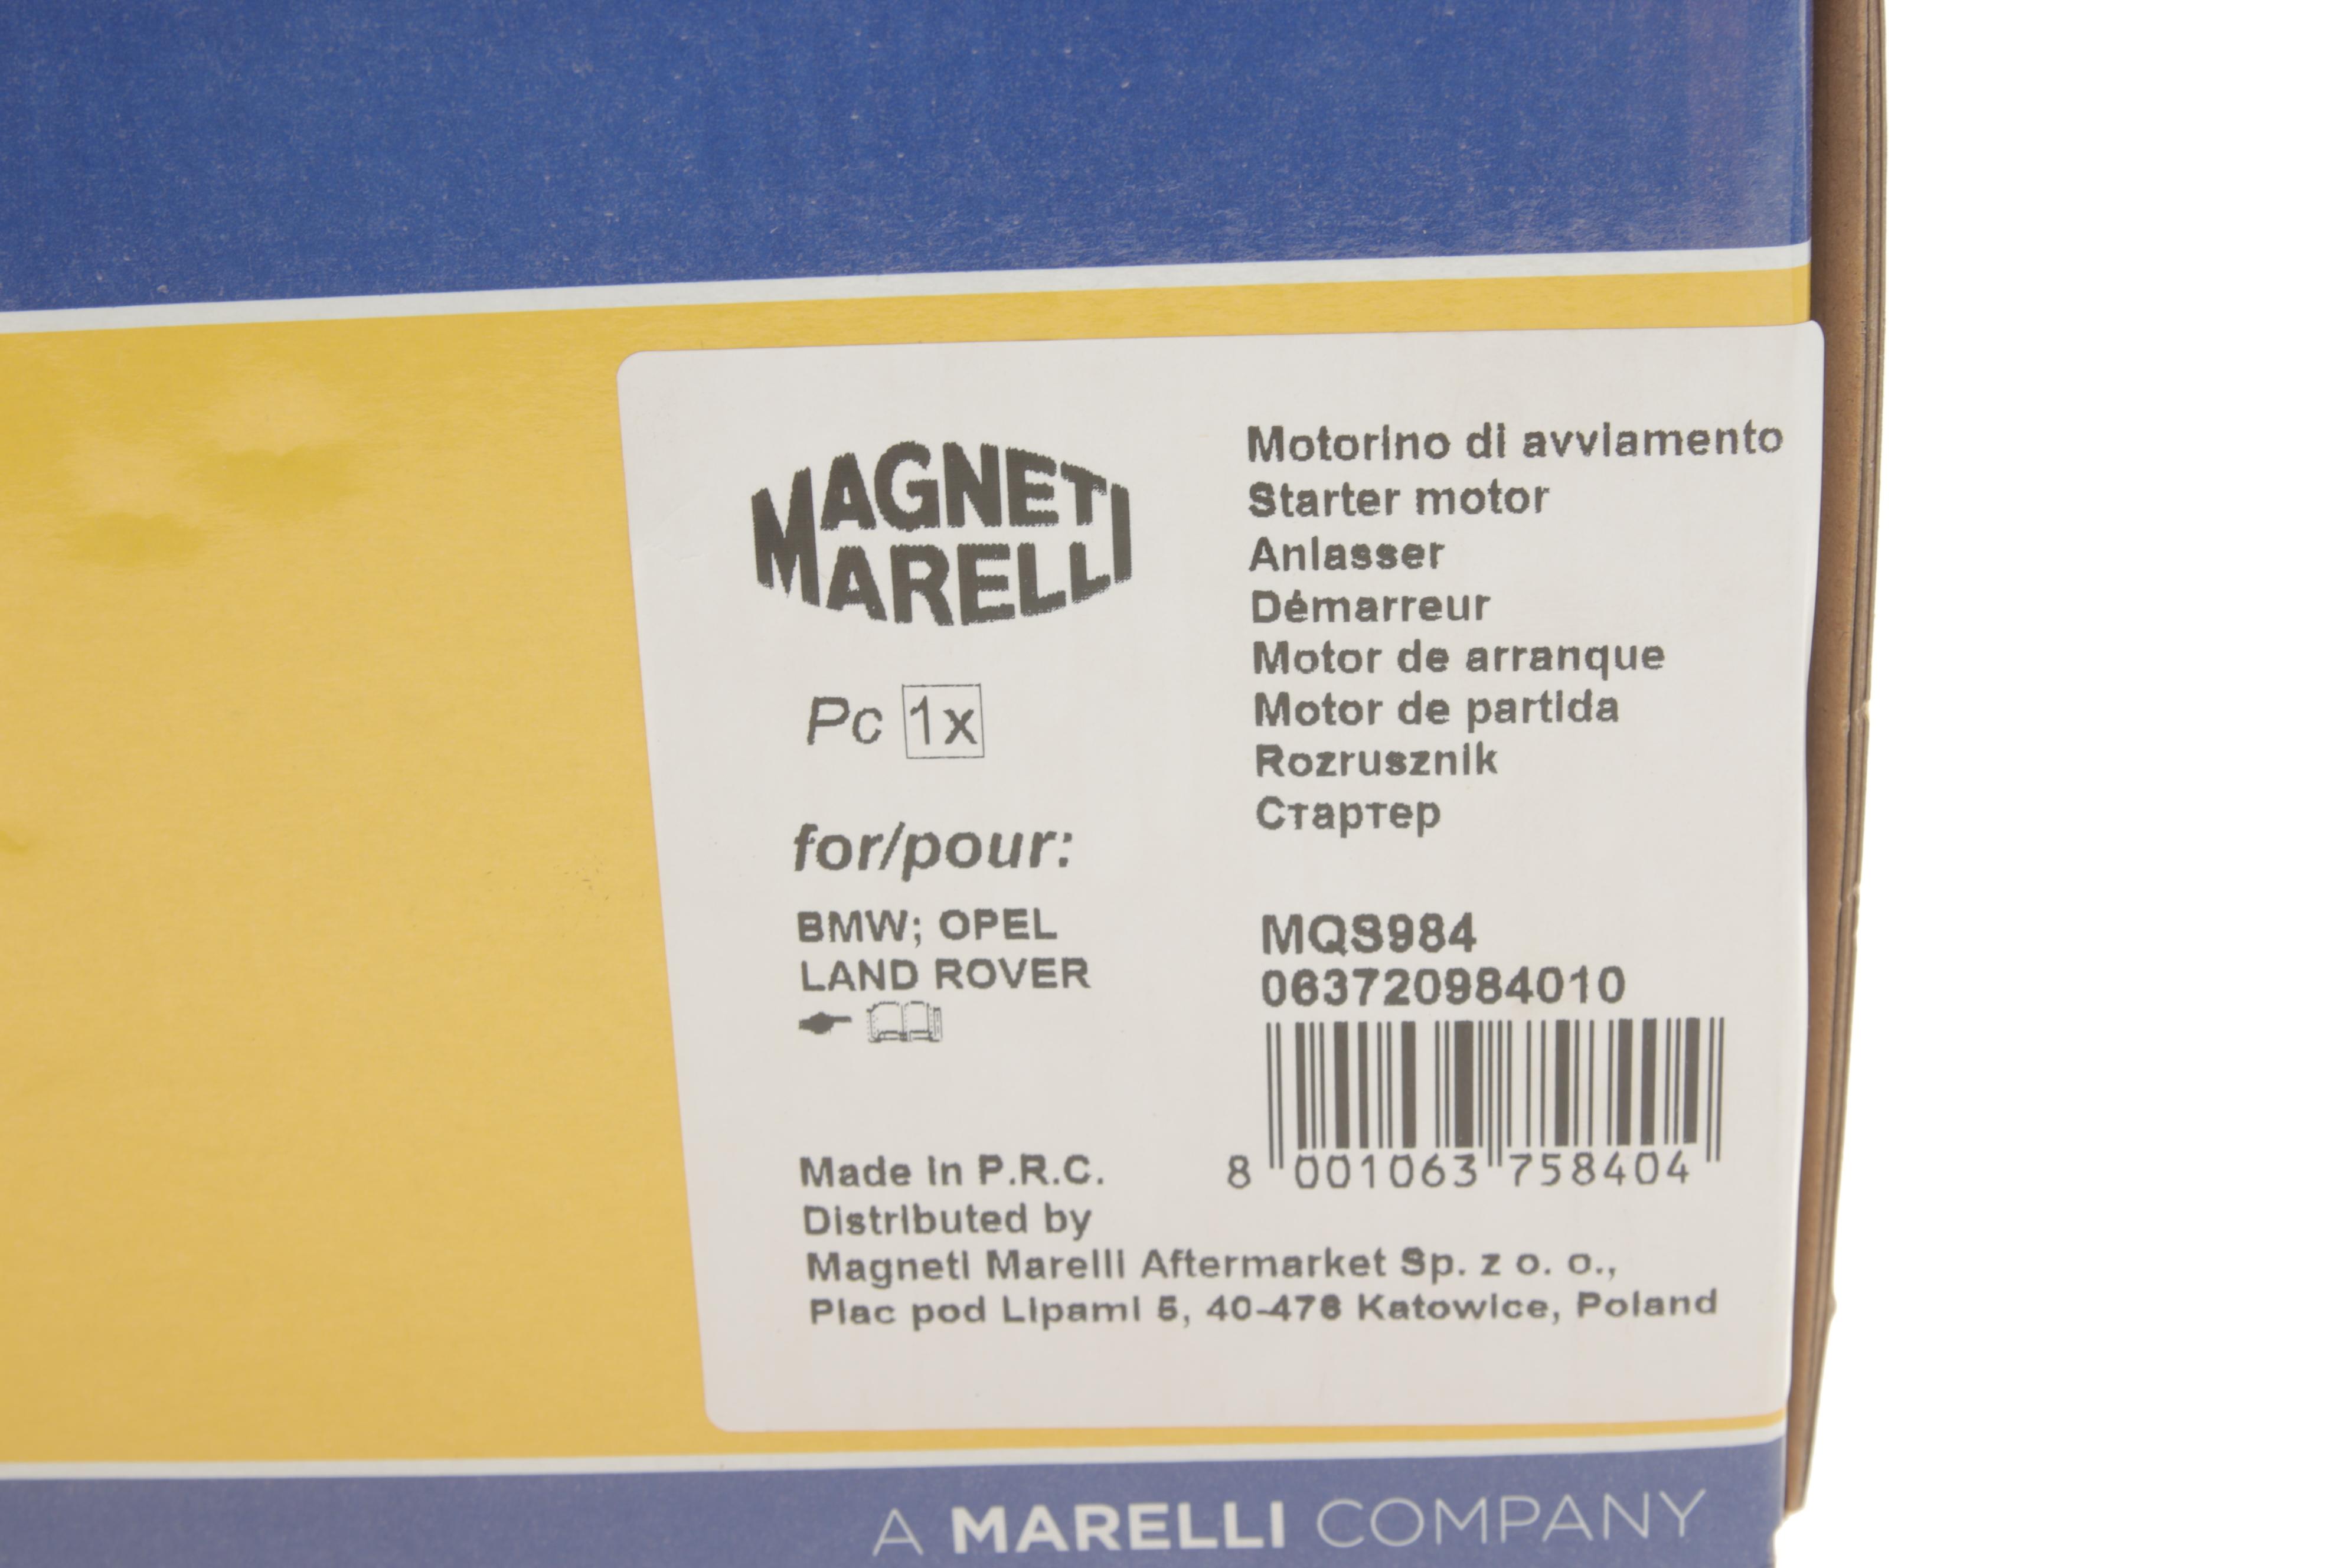 MAGNETI
MARELLI
Pc 1x
for/pour:
BMW; OPEL
LAND ROVER
Motorino di avviamento
Starter motor
Anlasser
Démarreur
Motor de arranque
Motor de partida
Rozrusznik
Стартер
MQS984
063720984010
8 001063 758404
Made in P.R.C.
Distributed by
Magneti Marelli Aftermarket Sp. z o. o.,
Plac pod Lipami 5, 40-476 Katowice, Poland
A MARELLI COMPANY